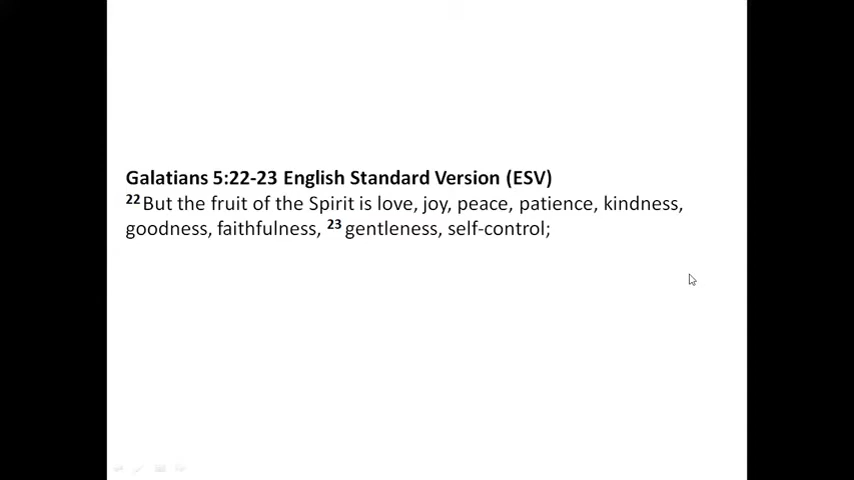 Galatians 5:22-23 English Standard Version (ESV)
22 But the fruit of the Spirit is love, joy, peace, patience, kindness,
goodness, faithfulness, 23 gentleness, self-control;